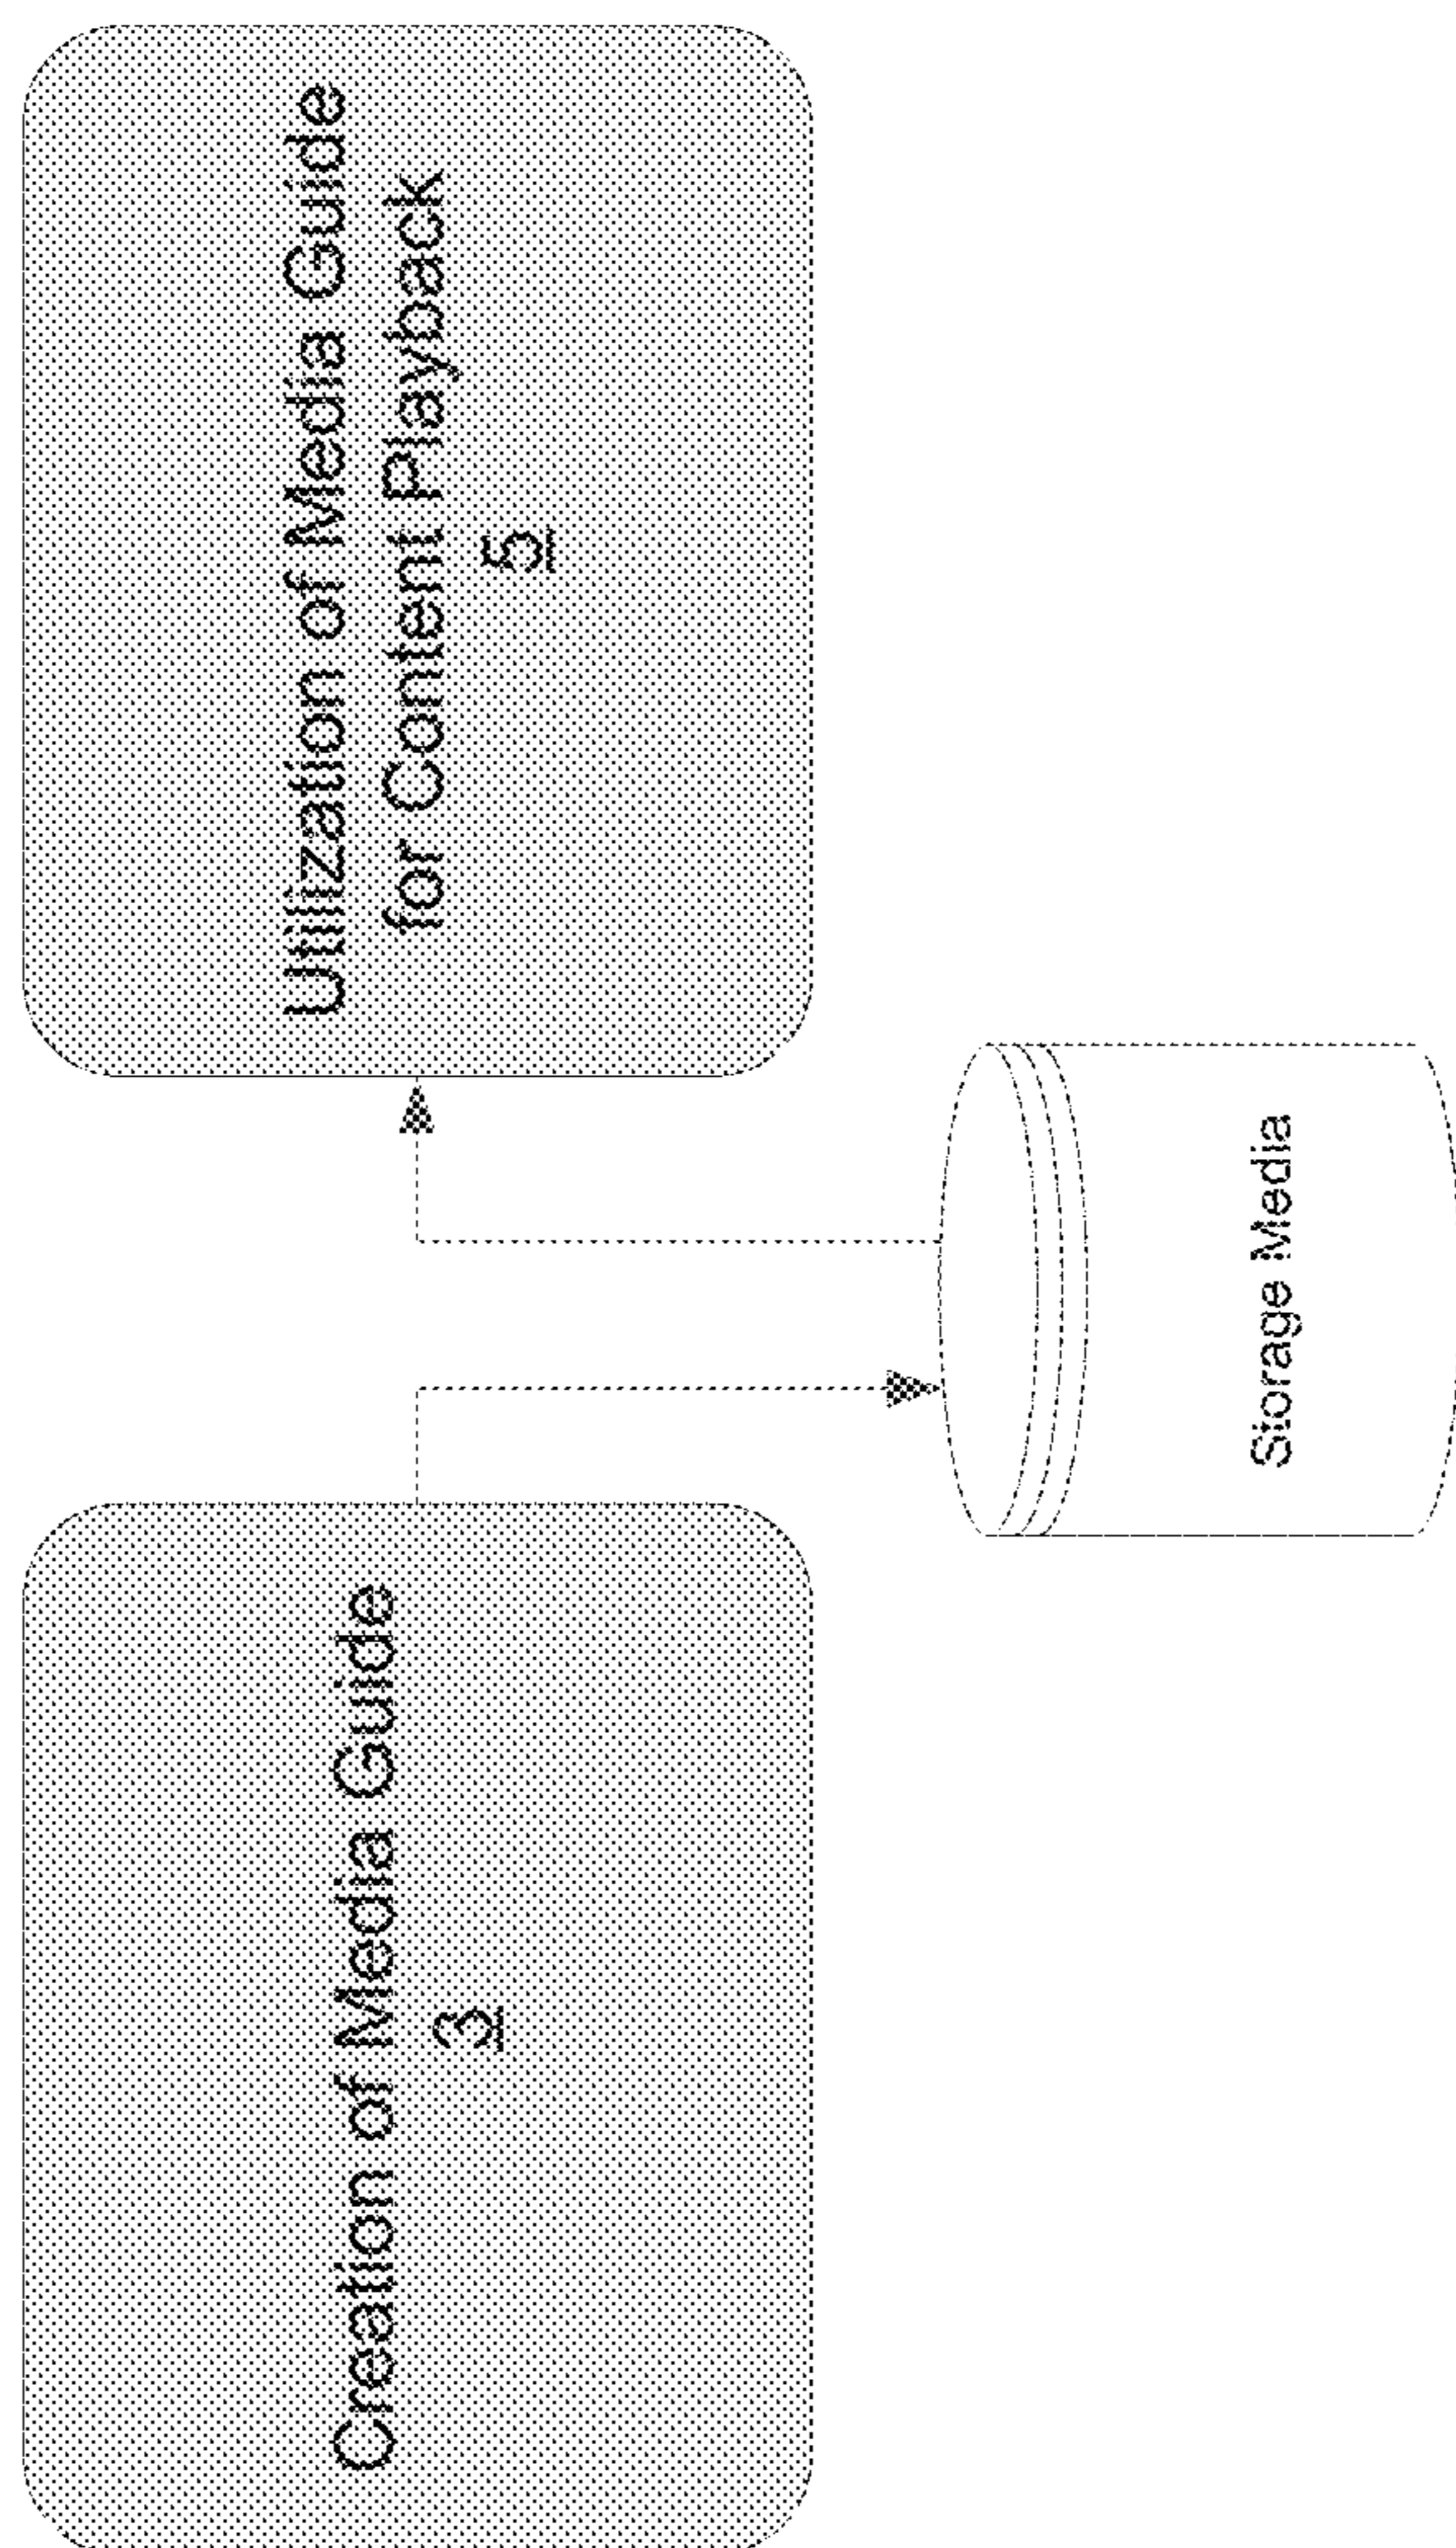 Creation of Media Guide
3
Utilization of Media Guide
for Content Playback
5
Storage Media